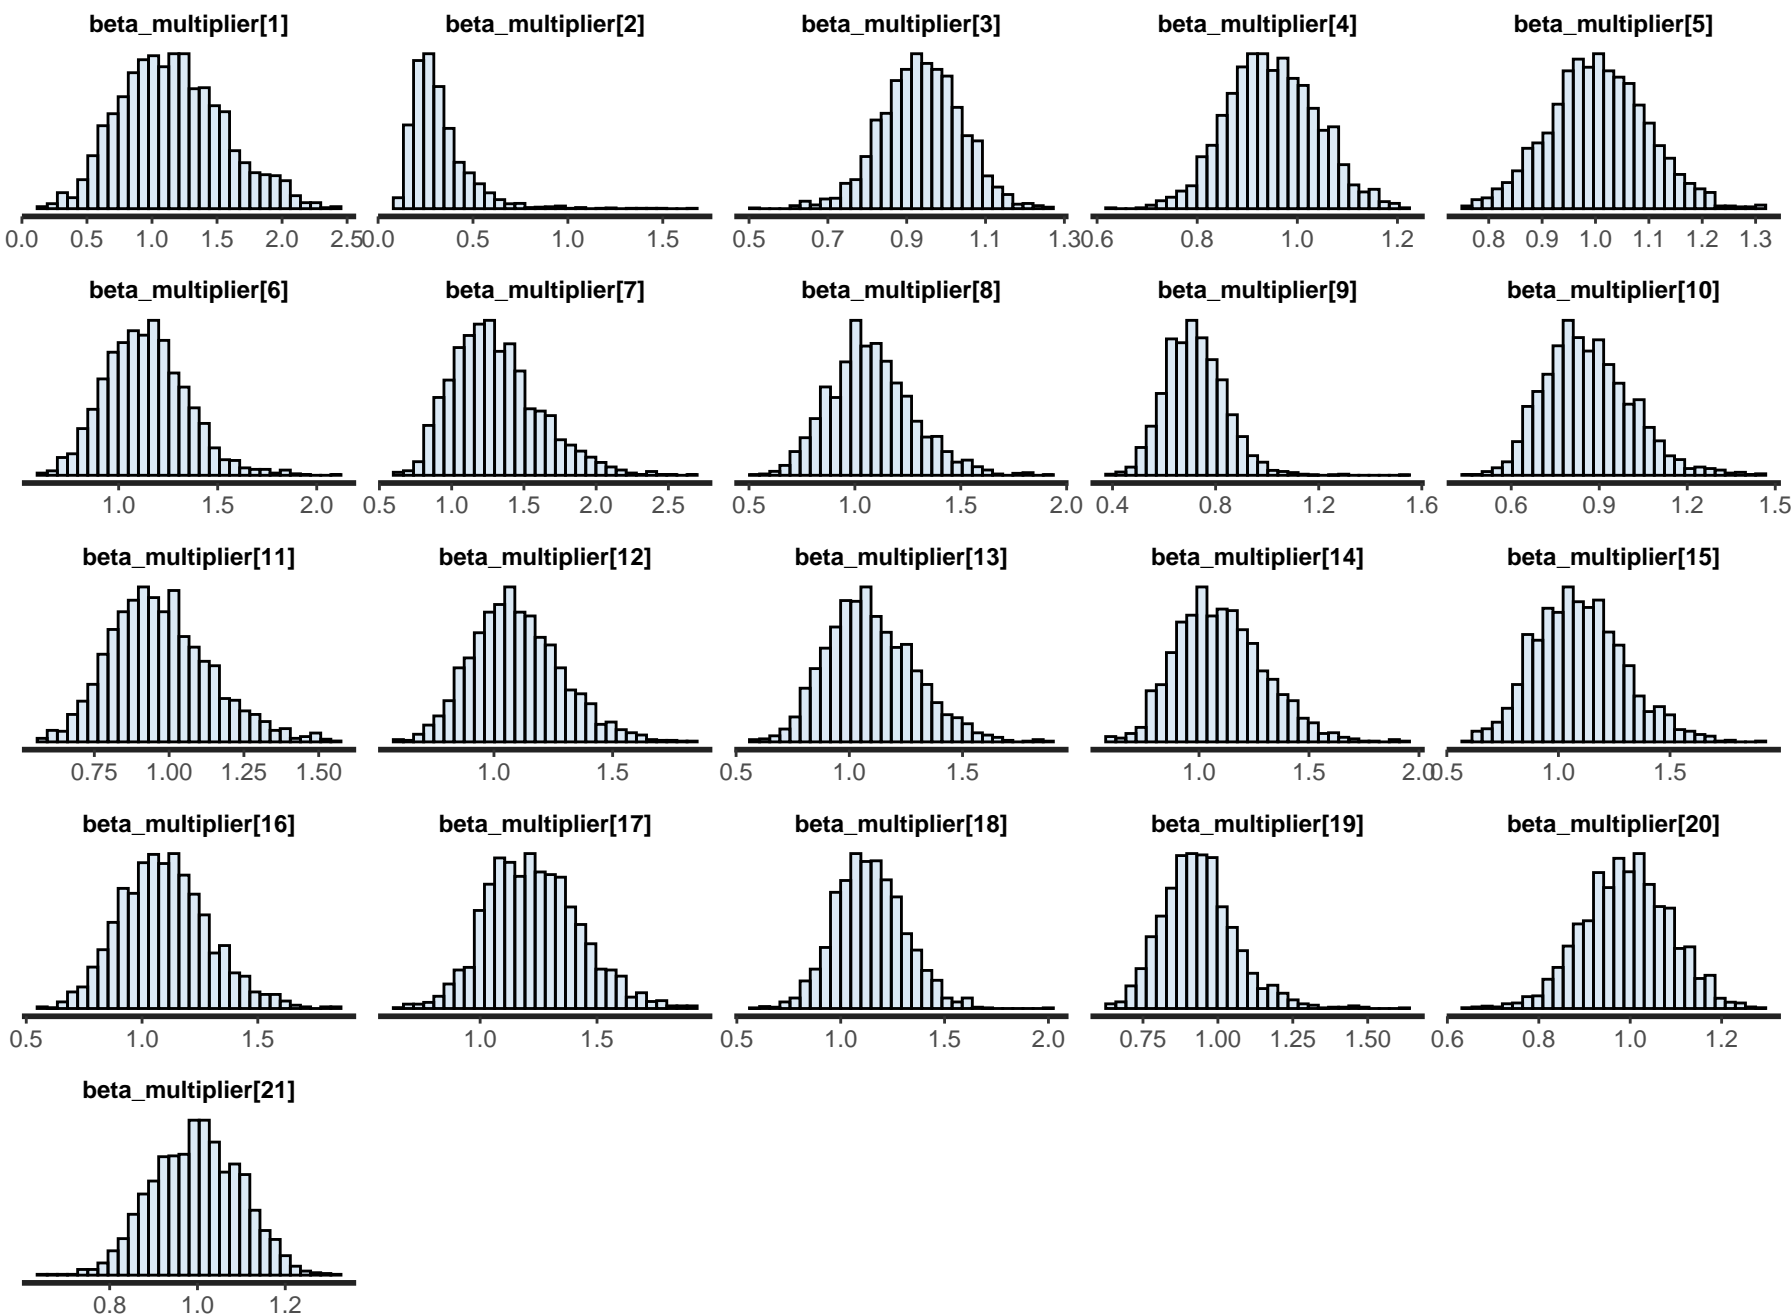 beta_multiplier[1] beta_multiplier[2] beta_multiplier[3] beta_multiplier[4] beta_multiplier[5]
0.0 0.5 1.0 1.5 2.0 2.5 0.0 0.5 1.0 1.5 0.5 0.7 0.9 1.1 1.3 0.6 0.8 1.0 1.2 0.8 0.9 1.0 1.1 1.2 1.3
beta_multiplier[6] beta_multiplier[7] beta_multiplier[8] beta_multiplier[9] beta_multiplier[10]
1.0 1.5 2.0 0.5 1.0 1.5 2.0 2.5 0.5 1.0 1.5 2.0 0.4 0.8 1.2 1.6 0.6 0.9 1.2 1.5
beta_multiplier[11] beta_multiplier[12] beta_multiplier[13] beta_multiplier[14] beta_multiplier[15]
0.75 1.00 1.25 1.50 1.0 1.5 0.5 1.0 1.5 1.0 1.5 2.0 0.5 1.0 1.5
beta_multiplier[16] beta_multiplier[17] beta_multiplier[18] beta_multiplier[19] beta_multiplier[20]
0.5 1.0 1.5 1.0 1.5 0.5 1.0 1.5 2.0 0.75 1.00 1.25 1.50 0.6 0.8 1.0 1.2
beta_multiplier[21]
0.8 1.0 1.2